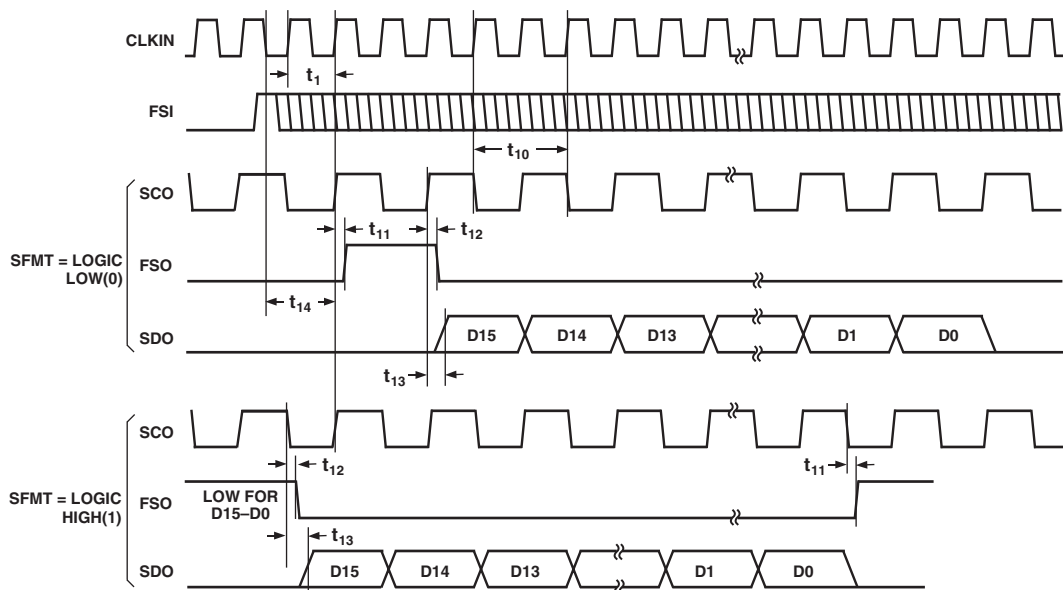 CLKIN
t1
FSI
t10
SCO
t11
t12
SFMT = LOGIC
LOW(0)
FSO
t14
SDO
D15
D14
D13
D1
D0
t13
SCO
t12
t11
SFMT = LOGIC
HIGH(1)
FSO
LOW FOR
D15–D0
t13
SDO
D15
D14
D13
D1
D0